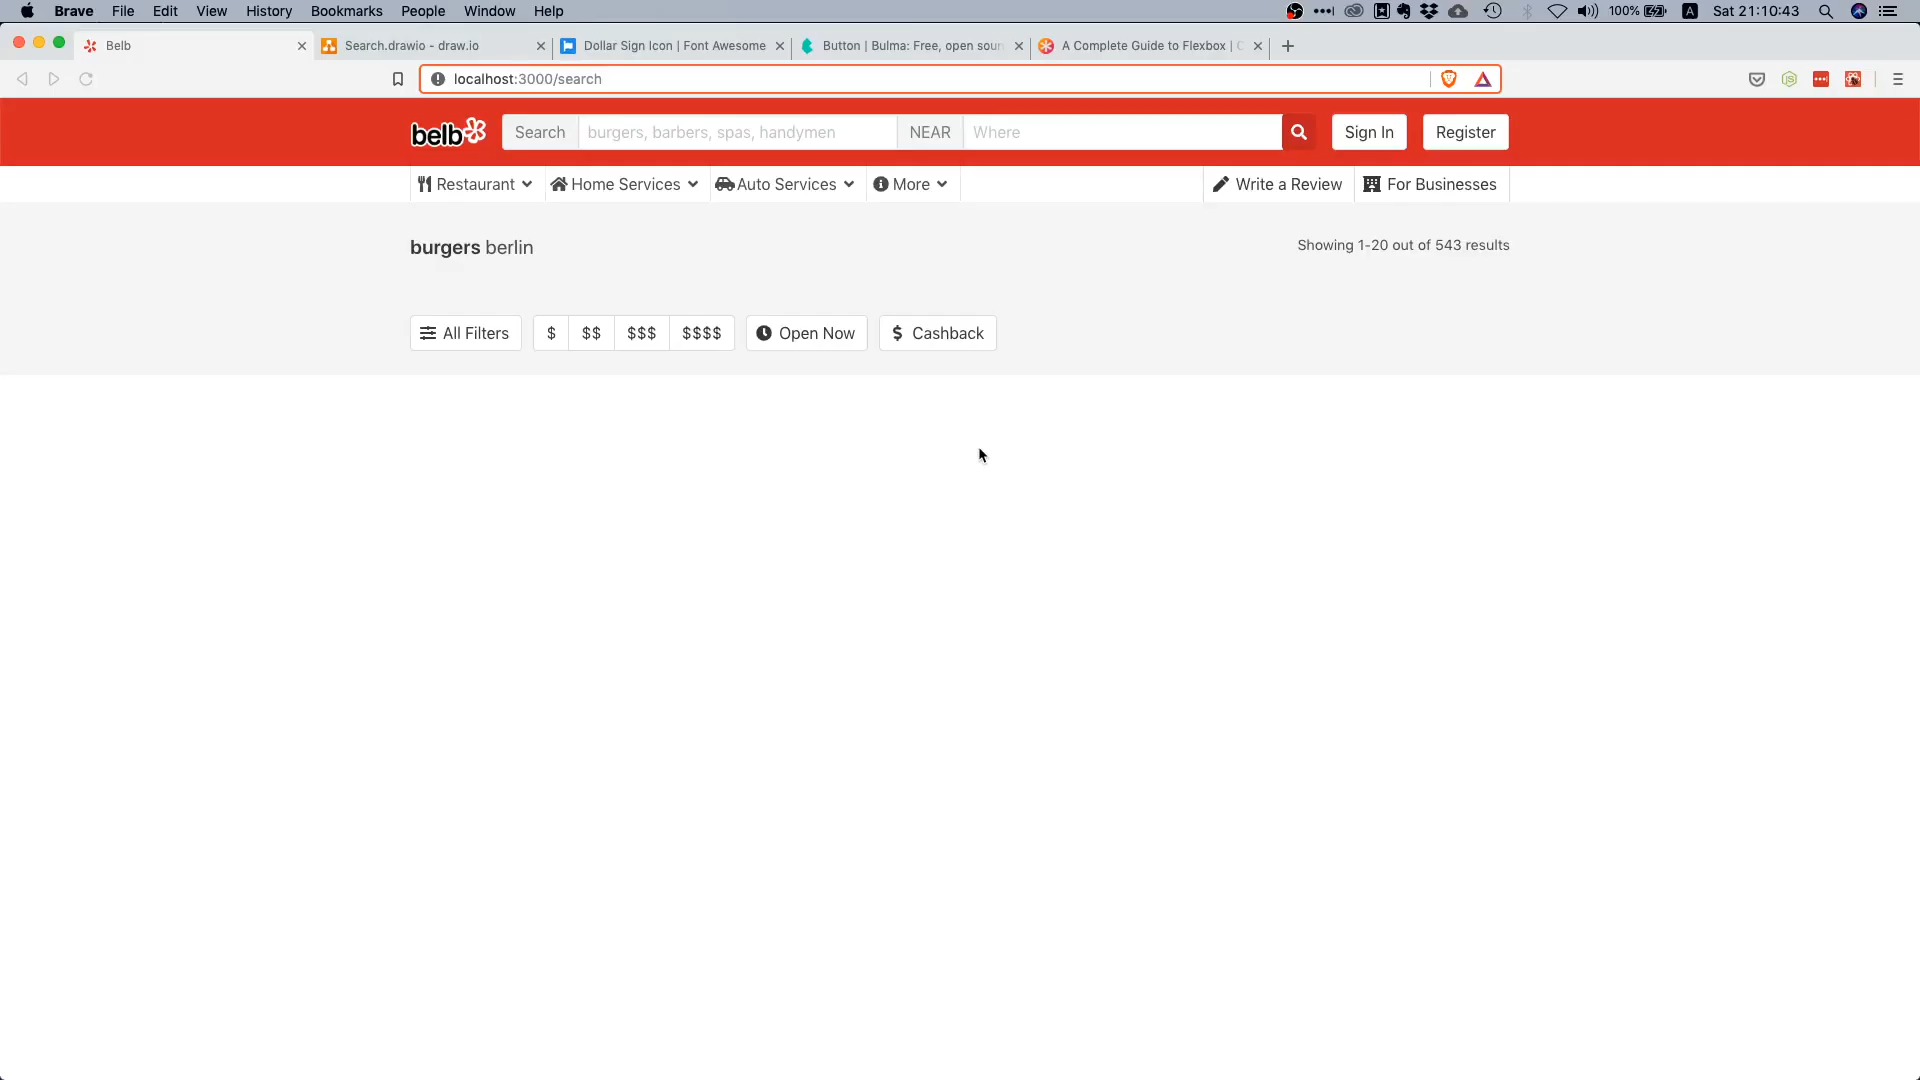 Brave File Edit View History Bookmarks People Window Help 100% A Sat 21:10:43
Belb Search.drawio - draw.io Dollar Sign Icon | Font Awesome Button | Bulma: Free, open sour A Complete Guide to Flexbox | C
localhost:3000/search
belb Search burgers, barbers, spas, handymen NEAR Where Sign In Register
Restaurant Home Services Auto Services More Write a Review For Businesses
burgers berlin Showing 1-20 out of 543 results
All Filters $ $$ $$$ $$$$ Open Now $ Cashback